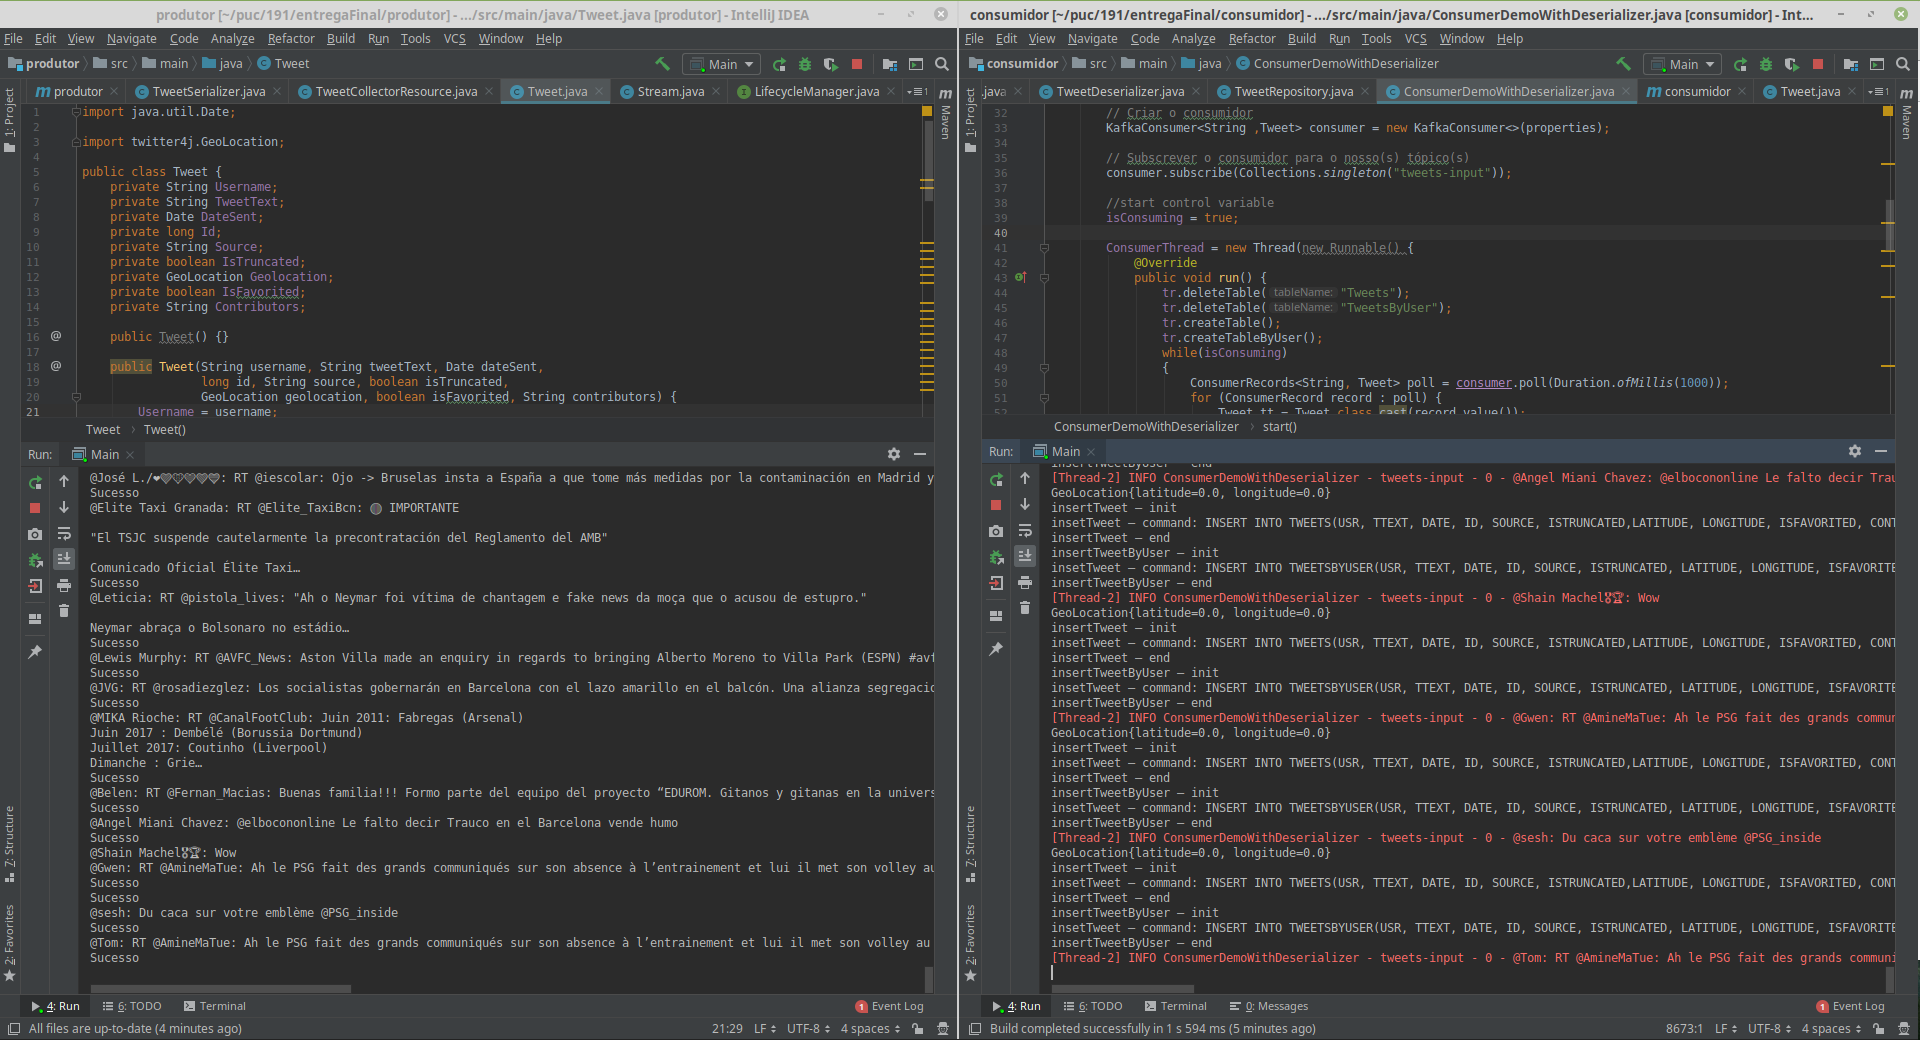 produtor [~/puc/191/entregaFinal/produtor] - .../src/main/java/Tweet.java [produtor] - IntelliJ IDEA
File Edit View Navigate Code Analyze Refactor Build Run Tools VCS Window Help
produtor src main java Tweet
Main
produtor TweetSerializer.java TweetCollectorResource.java Tweet.java Stream.java LifecycleManager.java
1: Project
Maven
1 import java.util.Date;
2
3 import twitter4j.GeoLocation;
4
5 public class Tweet {
6 private String Username;
7 private String TweetText;
8 private Date DateSent;
9 private long Id;
10 private String Source;
11 private boolean IsTruncated;
12 private GeoLocation Geolocation;
13 private boolean IsFavorited;
14 private String Contributors;
15
16 public Tweet() {}
17
18 public Tweet(String username, String tweetText, Date dateSent,
19 long id, String source, boolean isTruncated,
20 GeoLocation geolocation, boolean isFavorited, String contributors) {
21 Username = username;
Tweet Tweet()
Run: Main
@José L./❤💙💛💜💚💙: RT @iescolar: Ojo -> Bruselas insta a España a que tome más medidas por la contaminación en Madrid y
Sucesso
@Elite Taxi Granada: RT @Elite_TaxiBcn: 🔴 IMPORTANTE
"El TSJC suspende cautelarmente la precontratación del Reglamento del AMB"
Comunicado Oficial Élite Taxi…
Sucesso
@Leticia: RT @pistola_lives: "Ah o Neymar foi vítima de chantagem e fake news da moça que o acusou de estupro."
Neymar abraça o Bolsonaro no estádio…
Sucesso
@Lewis Murphy: RT @AVFC_News: Aston Villa made an enquiry in regards to bringing Alberto Moreno to Villa Park (ESPN) #avf
Sucesso
@JVG: RT @rosadiezglez: Los socialistas gobernarán en Barcelona con el lazo amarillo en el balcón. Una alianza segregacio
Sucesso
@MIKA Rioche: RT @CanalFootClub: Juin 2011: Fabregas (Arsenal)
Juin 2017 : Dembélé (Borussia Dortmund)
Juillet 2017: Coutinho (Liverpool)
Dimanche : Grie…
Sucesso
@Belen: RT @Fernan_Macias: Buenas familia!!! Formo parte del equipo del proyecto “EDUROM. Gitanos y gitanas en la univers
Sucesso
@Angel Miani Chavez: @elbocononline Le falto decir Trauco en el Barcelona vende humo
Sucesso
@Shain Machel🎖🏆: Wow
@Gwen: RT @AmineMaTue: Ah le PSG fait des grands communiqués sur son absence à l’entrainement et lui il met son volley au
Sucesso
Sucesso
@sesh: Du caca sur votre emblème @PSG_inside
Sucesso
@Tom: RT @AmineMaTue: Ah le PSG fait des grands communiqués sur son absence à l’entrainement et lui il met son volley au
Sucesso
7: Structure
2: Favorites
4: Run 6: TODO Terminal 1 Event Log
All files are up-to-date (4 minutes ago) 21:29 LF UTF-8 4 spaces
consumidor [~/puc/191/entregaFinal/consumidor] - .../src/main/java/ConsumerDemoWithDeserializer.java [consumidor] - Int...
File Edit View Navigate Code Analyze Refactor Build Run Tools VCS Window Help
consumidor src main java ConsumerDemoWithDeserializer
Main
.java TweetDeserializer.java TweetRepository.java ConsumerDemoWithDeserializer.java consumidor Tweet.java
1: Project
Maven
32 // Criar o consumidor
33 KafkaConsumer<String ,Tweet> consumer = new KafkaConsumer<>(properties);
34
35 // Subscrever o consumidor para o nosso(s) tópico(s)
36 consumer.subscribe(Collections.singleton("tweets-input"));
37
38 //start control variable
39 isConsuming = true;
40
41 ConsumerThread = new Thread(new Runnable() {
42 @Override
43 public void run() {
44 tr.deleteTable( tableName: "Tweets");
45 tr.deleteTable( tableName: "TweetsByUser");
46 tr.createTable();
47 tr.createTableByUser();
48 while(isConsuming)
49 {
50 ConsumerRecords<String, Tweet> poll = consumer.poll(Duration.ofMillis(1000));
51 for (ConsumerRecord record : poll) {
52 Tweet tt = Tweet.class.cast(record.value());
ConsumerDemoWithDeserializer start()
Run: Main
insertTweetByUser – end
[Thread-2] INFO ConsumerDemoWithDeserializer - tweets-input - 0 - @Angel Miani Chavez: @elbocononline Le falto decir Trau
GeoLocation{latitude=0.0, longitude=0.0}
insertTweet – init
insetTweet – command: INSERT INTO TWEETS(USR, TTEXT, DATE, ID, SOURCE, ISTRUNCATED,LATITUDE, LONGITUDE, ISFAVORITED, CONT
insertTweet – end
insertTweetByUser – init
insetTweet – command: INSERT INTO TWEETSBYUSER(USR, TTEXT, DATE, ID, SOURCE, ISTRUNCATED, LATITUDE, LONGITUDE, ISFAVORITE
insertTweetByUser – end
[Thread-2] INFO ConsumerDemoWithDeserializer - tweets-input - 0 - @Shain Machel🎖🏆: Wow
GeoLocation{latitude=0.0, longitude=0.0}
insertTweet – init
insetTweet – command: INSERT INTO TWEETS(USR, TTEXT, DATE, ID, SOURCE, ISTRUNCATED,LATITUDE, LONGITUDE, ISFAVORITED, CONT
insertTweet – end
insertTweetByUser – init
insetTweet – command: INSERT INTO TWEETSBYUSER(USR, TTEXT, DATE, ID, SOURCE, ISTRUNCATED, LATITUDE, LONGITUDE, ISFAVORITE
insertTweetByUser – end
[Thread-2] INFO ConsumerDemoWithDeserializer - tweets-input - 0 - @Gwen: RT @AmineMaTue: Ah le PSG fait des grands commun
GeoLocation{latitude=0.0, longitude=0.0}
insertTweet – init
insetTweet – command: INSERT INTO TWEETS(USR, TTEXT, DATE, ID, SOURCE, ISTRUNCATED,LATITUDE, LONGITUDE, ISFAVORITED, CONT
insertTweet – end
insertTweetByUser – init
insetTweet – command: INSERT INTO TWEETSBYUSER(USR, TTEXT, DATE, ID, SOURCE, ISTRUNCATED, LATITUDE, LONGITUDE, ISFAVORITE
insertTweetByUser – end
[Thread-2] INFO ConsumerDemoWithDeserializer - tweets-input - 0 - @sesh: Du caca sur votre emblème @PSG_inside
GeoLocation{latitude=0.0, longitude=0.0}
insertTweet – init
insetTweet – command: INSERT INTO TWEETS(USR, TTEXT, DATE, ID, SOURCE, ISTRUNCATED,LATITUDE, LONGITUDE, ISFAVORITED, CONT
insertTweet – end
insertTweetByUser – init
insetTweet – command: INSERT INTO TWEETSBYUSER(USR, TTEXT, DATE, ID, SOURCE, ISTRUNCATED, LATITUDE, LONGITUDE, ISFAVORITE
insertTweetByUser – end
[Thread-2] INFO ConsumerDemoWithDeserializer - tweets-input - 0 - @Tom: RT @AmineMaTue: Ah le PSG fait des grands communi
7: Structure
2: Favorites
4: Run 6: TODO Terminal 0: Messages 1 Event Log
Build completed successfully in 1 s 594 ms (5 minutes ago) 8673:1 LF UTF-8 4 spaces